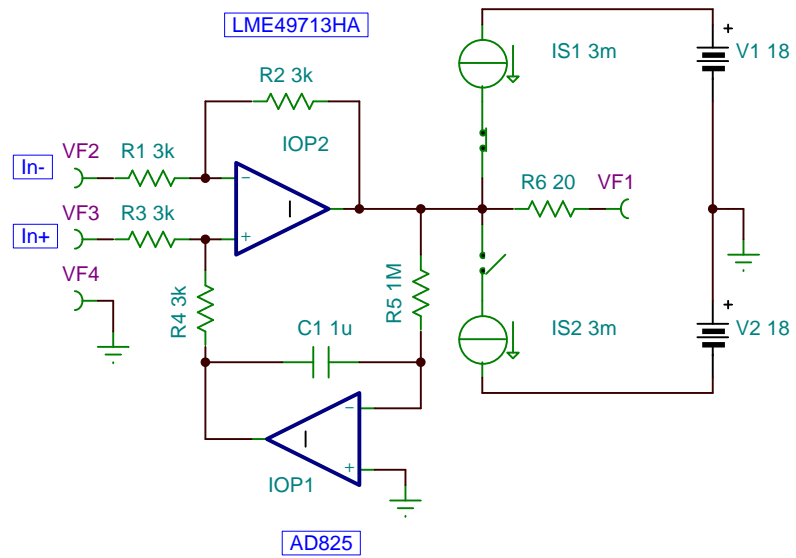 LME49713HA
IS1 3m
V1 18
+
R2 3k
IOP2
VF2
R1 3k
In-
−
VF3
R3 3k
In+
+
R6 20
VF1
VF4
R4 3k
R5 1M
C1 1u
IS2 3m
+
V2 18
−
+
IOP1
AD825